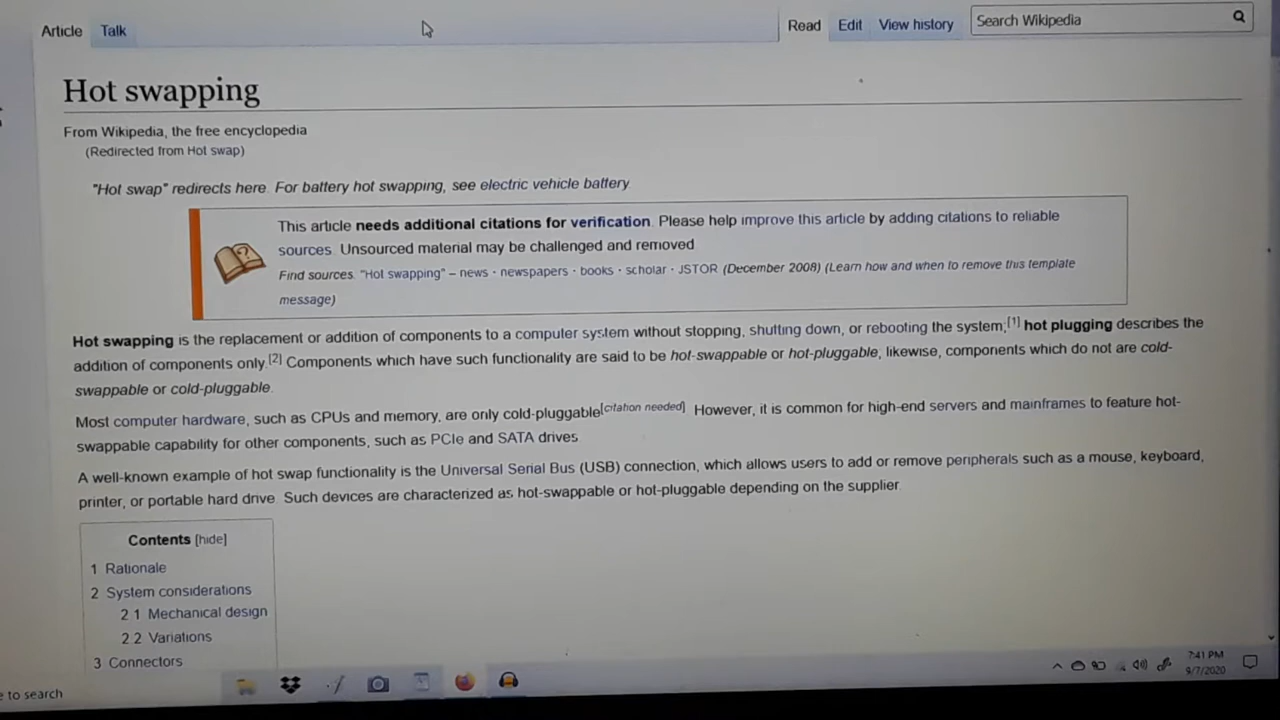 Article Talk Read Edit View history Search Wikipedia
Hot swapping
From Wikipedia, the free encyclopedia
(Redirected from Hot swap)
"Hot swap" redirects here. For battery hot swapping, see electric vehicle battery.
This article needs additional citations for verification. Please help improve this article by adding citations to reliable
sources. Unsourced material may be challenged and removed
Find sources. "Hot swapping" – news · newspapers · books · scholar · JSTOR (December 2008) (Learn how and when to remove this template
message)
Hot swapping is the replacement or addition of components to a computer system without stopping, shutting down, or rebooting the system;[1] hot plugging describes the
addition of components only.[2] Components which have such functionality are said to be hot-swappable or hot-pluggable, likewise, components which do not are cold-
swappable or cold-pluggable.
Most computer hardware, such as CPUs and memory, are only cold-pluggable[citation needed] However, it is common for high-end servers and mainframes to feature hot-
swappable capability for other components, such as PCIe and SATA drives
A well-known example of hot swap functionality is the Universal Serial Bus (USB) connection, which allows users to add or remove peripherals such as a mouse, keyboard,
printer, or portable hard drive. Such devices are characterized as hot-swappable or hot-pluggable depending on the supplier.
Contents [hide]
1 Rationale
2 System considerations
2 1 Mechanical design
2.2 Variations
3 Connectors
7:41 PM
9/7/2020
e to search